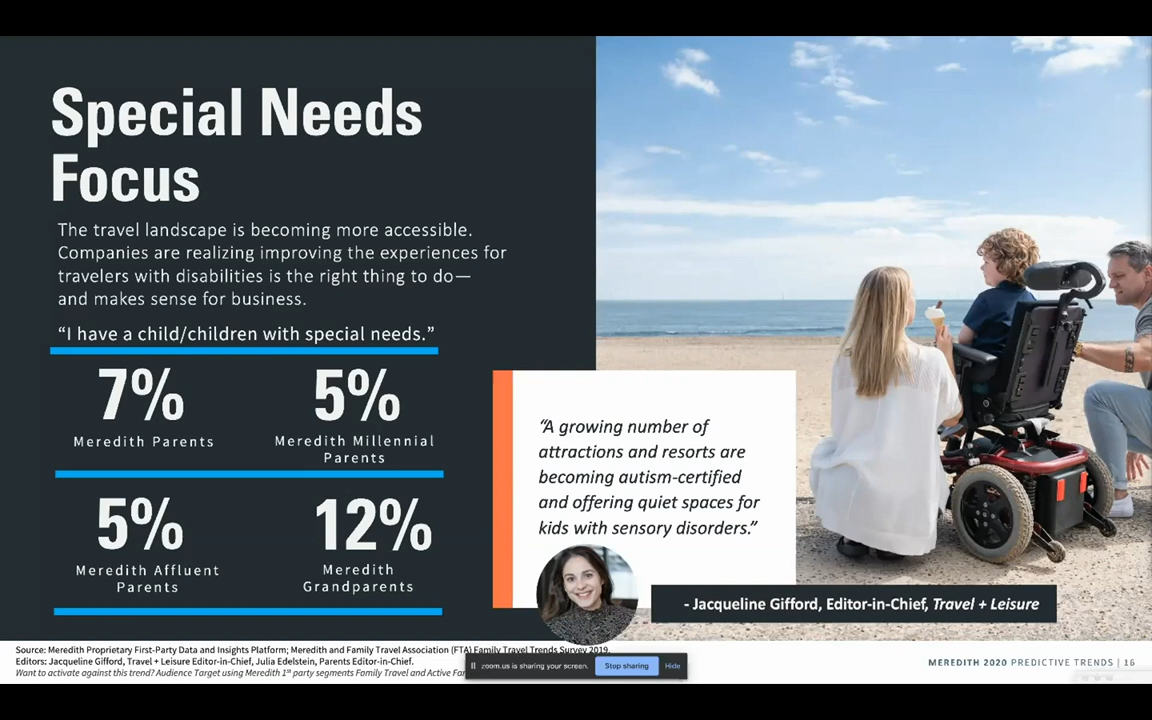 Special Needs
Focus
The travel landscape is becoming more accessible.
Companies are realizing improving the experiences for
travelers with disabilities is the right thing to do—
and makes sense for business.
“I have a child/children with special needs.”
7%
Meredith Parents
5%
Meredith Millennial
Parents
5%
Meredith Affluent
Parents
12%
Meredith
Grandparents
“A growing number of
attractions and resorts are
becoming autism-certified
and offering quiet spaces for
kids with sensory disorders.”
- Jacqueline Gifford, Editor-in-Chief, Travel + Leisure
Source: Meredith Proprietary First-Party Data and Insights Platform; Meredith and Family Travel Association (FTA) Family Travel Trends Survey 2019.
Editors: Jacqueline Gifford, Travel + Leisure Editor-in-Chief, Julia Edelstein, Parents Editor-in-Chief.
Want to activate against this trend? Audience Target using Meredith 1st party segments Family Travel and Active
zoom.us is sharing your screen.
Stop sharing
Hide
MEREDITH 2020 PREDICTIVE TRENDS | 16